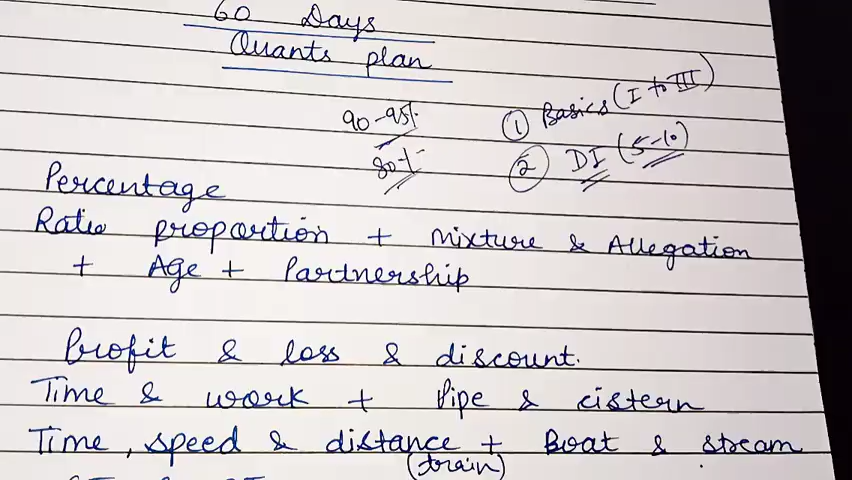 60 Days
Quants plan
90-95%
80%
① Basics (I to III)
② DI (5-10)
Percentage
Ratio proportion + mixture & Allegation
+ Age + Partnership
Profit & loss & discount.
Time & work + Pipe & cistern
Time, speed & distance + Boat & stream
(train)